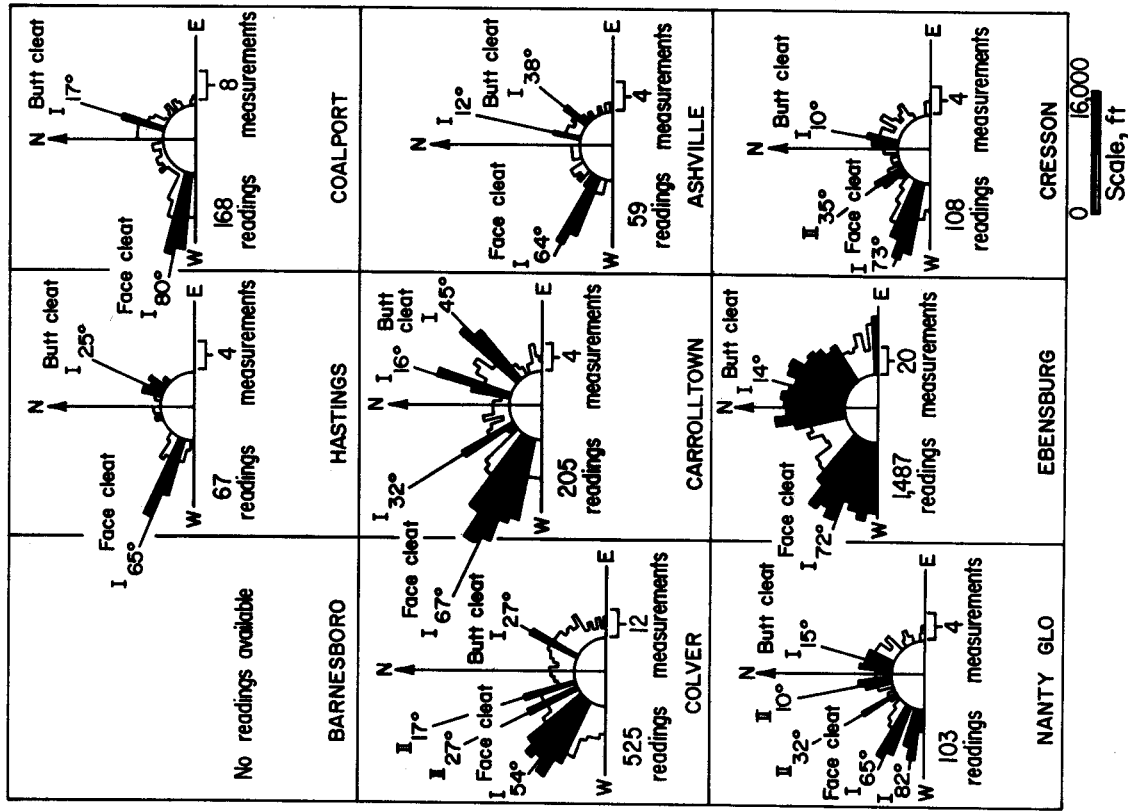 No readings available
BARNESBORO
N
Face cleat
I 65°
Butt cleat
I 25°
W
E
67
readings
measurements
4
HASTINGS
N
Face cleat
I 80°
Butt cleat
I 17°
W
E
168
readings
measurements
8
COALPORT
N
II 17°
II 27°
Face cleat
I 54°
Butt cleat
I 27°
W
E
525
readings
measurements
12
COLVER
N
I 32°
Face cleat
I 67°
I 16°
Butt
cleat
I 45°
W
E
205
readings
measurements
4
CARROLLTOWN
N
Face cleat
I 64°
I 12°
Butt cleat
I 38°
W
E
59
readings
measurements
4
ASHVILLE
N
II 10°
II 32°
Face cleat
I 65°
I 82°
Butt cleat
I 15°
W
E
103
readings
measurements
4
NANTY GLO
N
Face cleat
I 72°
Butt cleat
I 14°
W
E
1,487
readings
measurements
20
EBENSBURG
N
II 35°
Face cleat
I 73°
Butt cleat
I 10°
W
E
108
readings
measurements
4
CRESSON
0 16,000
Scale, ft